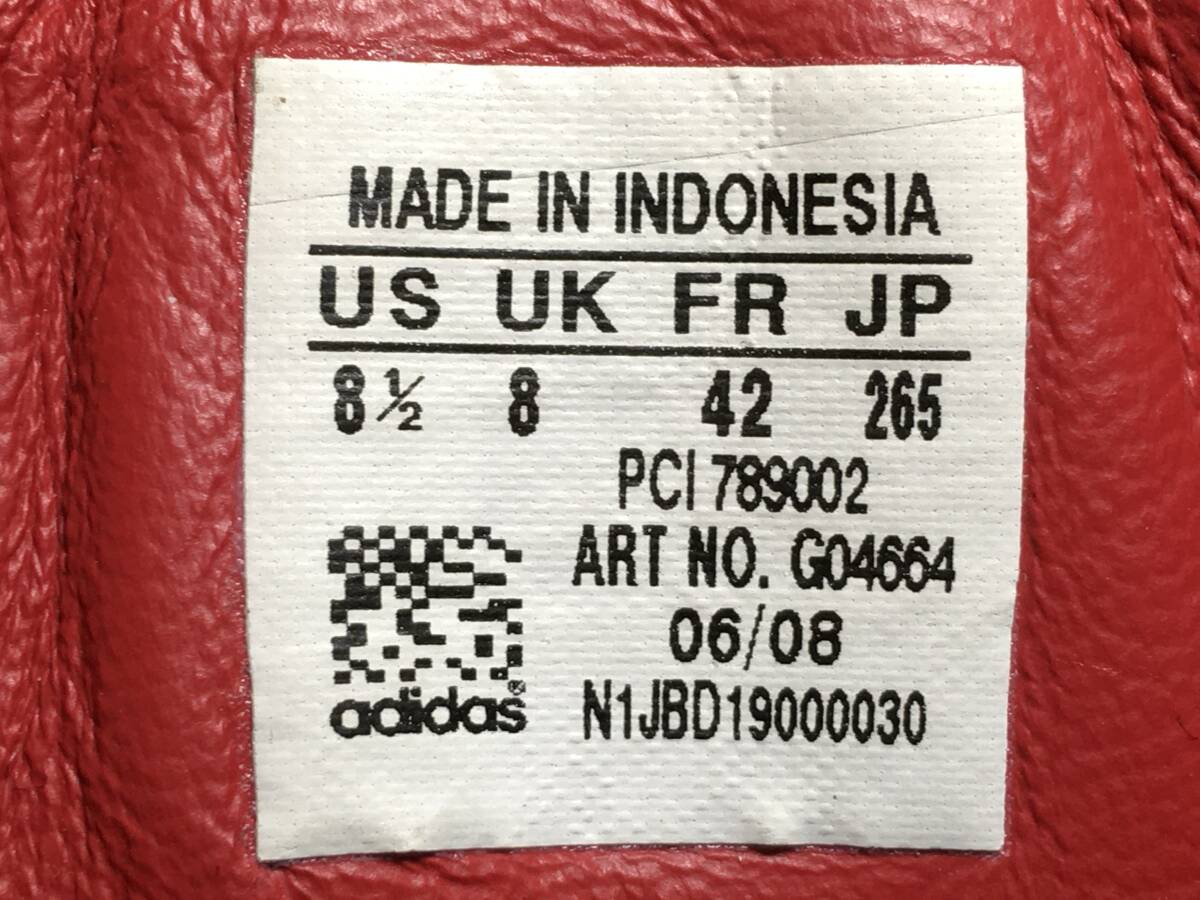 MADE IN INDONESIA
US UK FR JP
8½ 8 42 265
PCI 789002
ART NO. G04664
06/08
adidas® N1JBD19000030